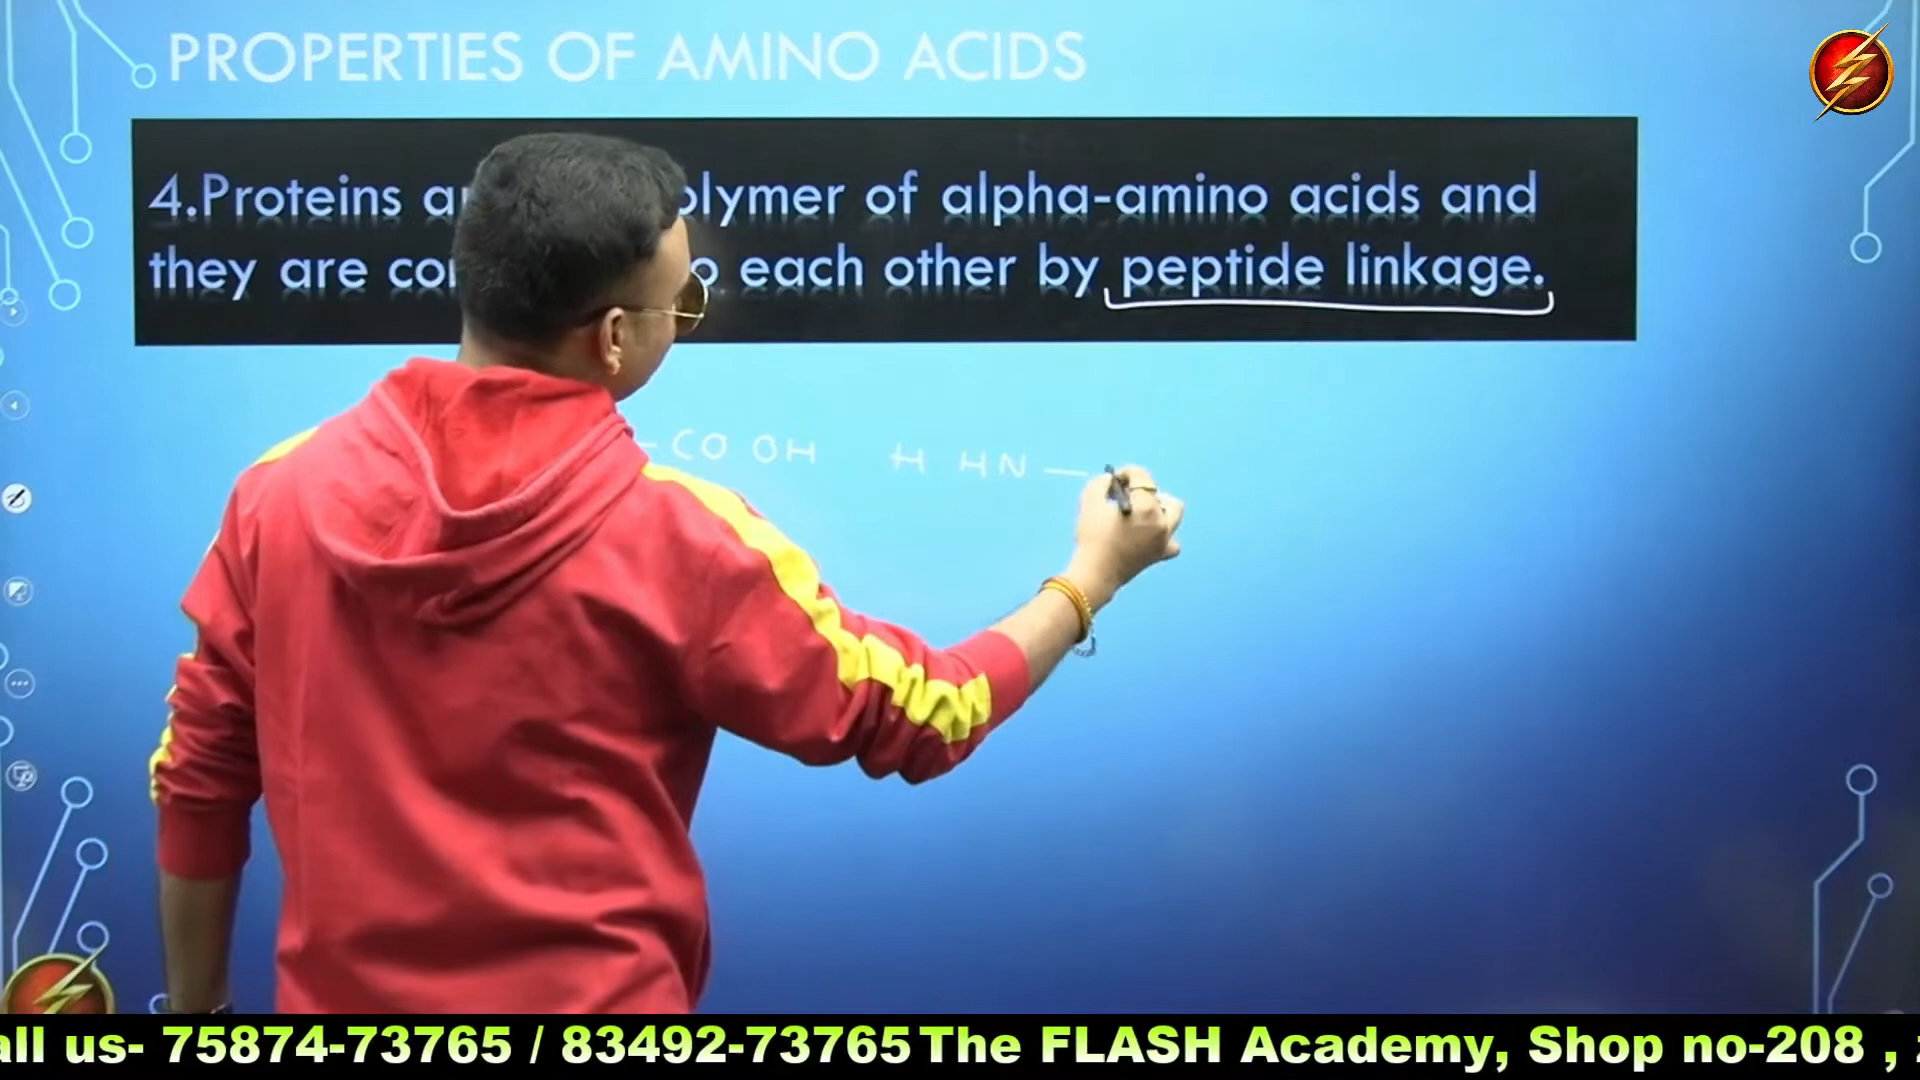 PROPERTIES OF AMINO ACIDS
4.Proteins olymer of alpha-amino acids and
they are each other by peptide linkage.
CO OH H HN —
all us- 75874-73765 / 83492-73765 The FLASH Academy, Shop no-208 ,